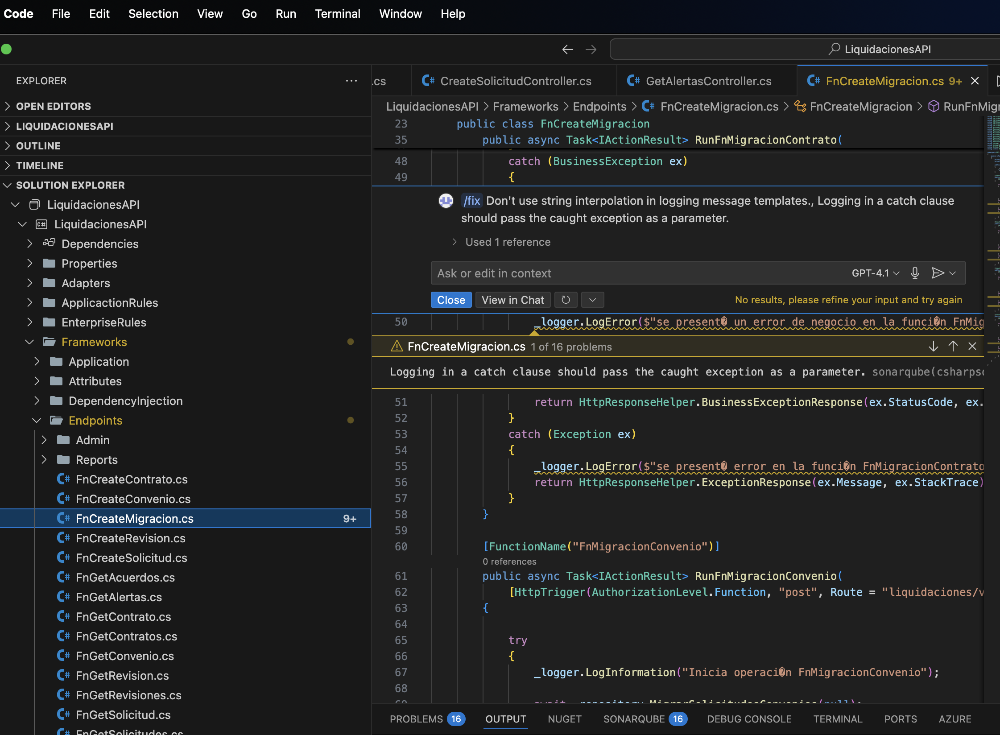 Code File Edit Selection View Go Run Terminal Window Help
LiquidacionesAPI
EXPLORER
OPEN EDITORS
LIQUIDACIONESAPI
OUTLINE
TIMELINE
SOLUTION EXPLORER
LiquidacionesAPI
LiquidacionesAPI
Dependencies
Properties
Adapters
ApplicactionRules
EnterpriseRules
Frameworks
Application
Attributes
DependencyInjection
Endpoints
Admin
Reports
FnCreateContrato.cs
FnCreateConvenio.cs
FnCreateMigracion.cs 9+
FnCreateRevision.cs
FnCreateSolicitud.cs
FnGetAcuerdos.cs
FnGetAlertas.cs
FnGetContrato.cs
FnGetContratos.cs
FnGetConvenio.cs
FnGetRevision.cs
FnGetRevisiones.cs
FnGetSolicitud.cs
FnGetSolicitudes.cs
.cs CreateSolicitudController.cs GetAlertasController.cs FnCreateMigracion.cs 9+
LiquidacionesAPI > Frameworks > Endpoints > FnCreateMigracion.cs > FnCreateMigracion > RunFnMigr
23 public class FnCreateMigracion
35 public async Task<IActionResult> RunFnMigracionContrato(
48 catch (BusinessException ex)
49 {
/fix Don't use string interpolation in logging message templates., Logging in a catch clause
should pass the caught exception as a parameter.
> Used 1 reference
Ask or edit in context GPT-4.1
Close View in Chat No results, please refine your input and try again
50 _logger.LogError($"se present� un error de negocio en la funci�n FnMig
FnCreateMigracion.cs 1 of 16 problems
Logging in a catch clause should pass the caught exception as a parameter. sonarqube(csharpsq
51 return HttpResponseHelper.BusinessExceptionResponse(ex.StatusCode, ex.
52 }
53 catch (Exception ex)
54 {
55 _logger.LogError($"se present� error en la funci�n FnMigracionContrato
56 return HttpResponseHelper.ExceptionResponse(ex.Message, ex.StackTrace)
57 }
58 }
59
60 [FunctionName("FnMigracionConvenio")]
0 references
61 public async Task<IActionResult> RunFnMigracionConvenio(
62 [HttpTrigger(AuthorizationLevel.Function, "post", Route = "liquidaciones/v
63 {
64
65 try
66 {
67 _logger.LogInformation("Inicia operaci�n FnMigracionConvenio");
68
69 await _repository.MigrarSolicitudesConvenios(null);
PROBLEMS 16 OUTPUT NUGET SONARQUBE 16 DEBUG CONSOLE TERMINAL PORTS AZURE